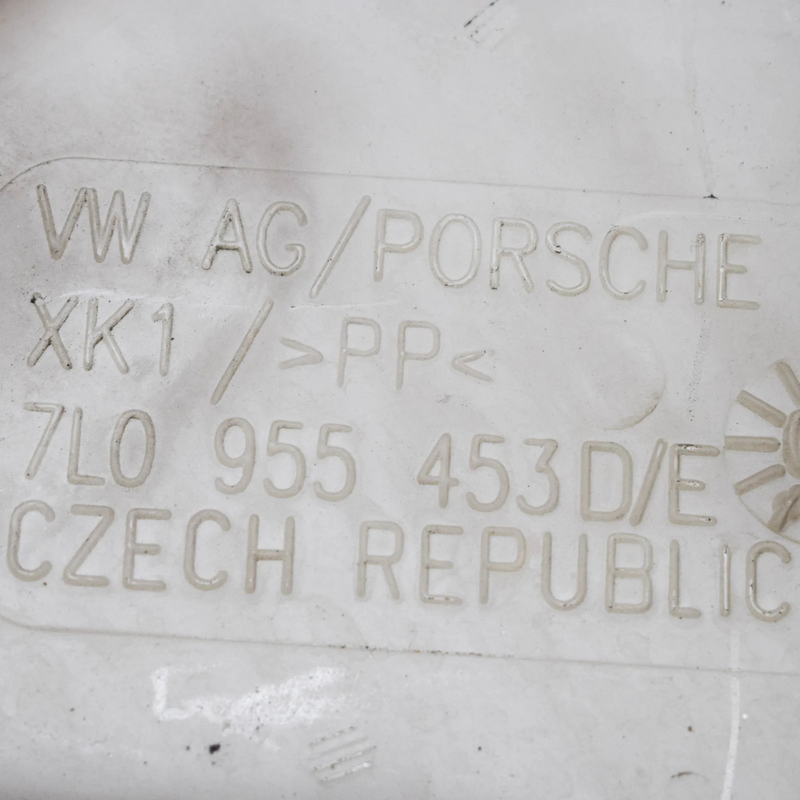 VW AG/PORSCHE
XK1 / >PP<
7L0 955 453D/E
CZECH REPUBLIC